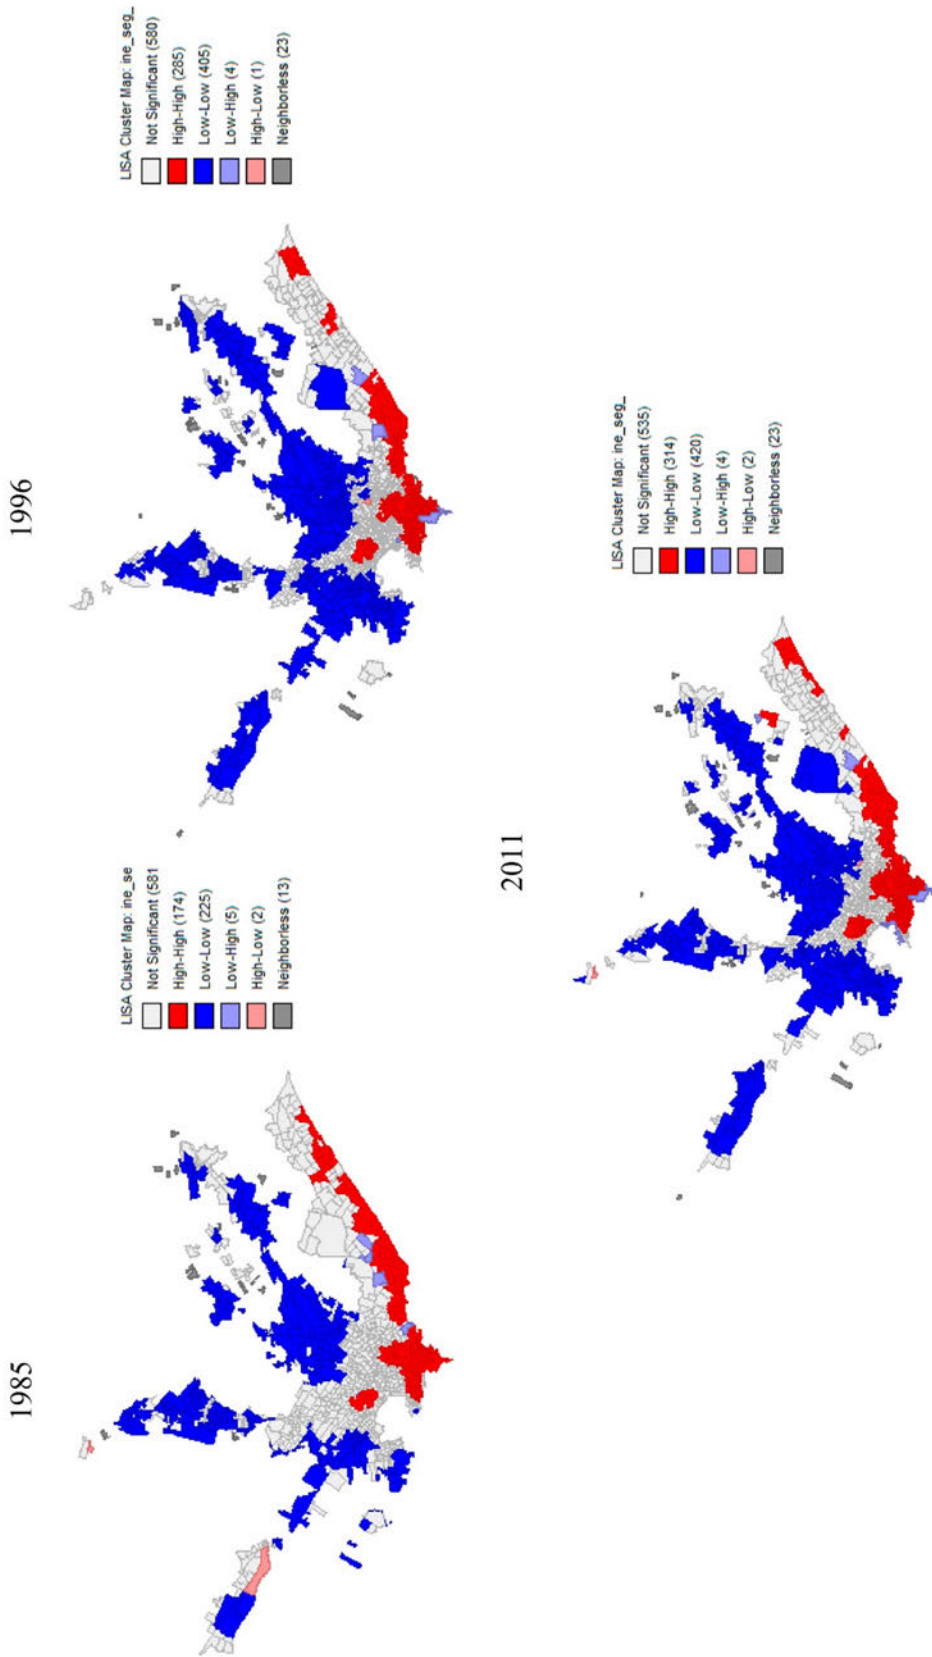 1985
LISA Cluster Map: ine_se
Not Significant (581
High-High (174)
Low-Low (225)
Low-High (5)
High-Low (2)
Neighborless (13)
1996
LISA Cluster Map: ine_seg_
Not Significant (580)
High-High (285)
Low-Low (405)
Low-High (4)
High-Low (1)
Neighborless (23)
2011
LISA Cluster Map: ine_seg_
Not Significant (535)
High-High (314)
Low-Low (420)
Low-High (4)
High-Low (2)
Neighborless (23)